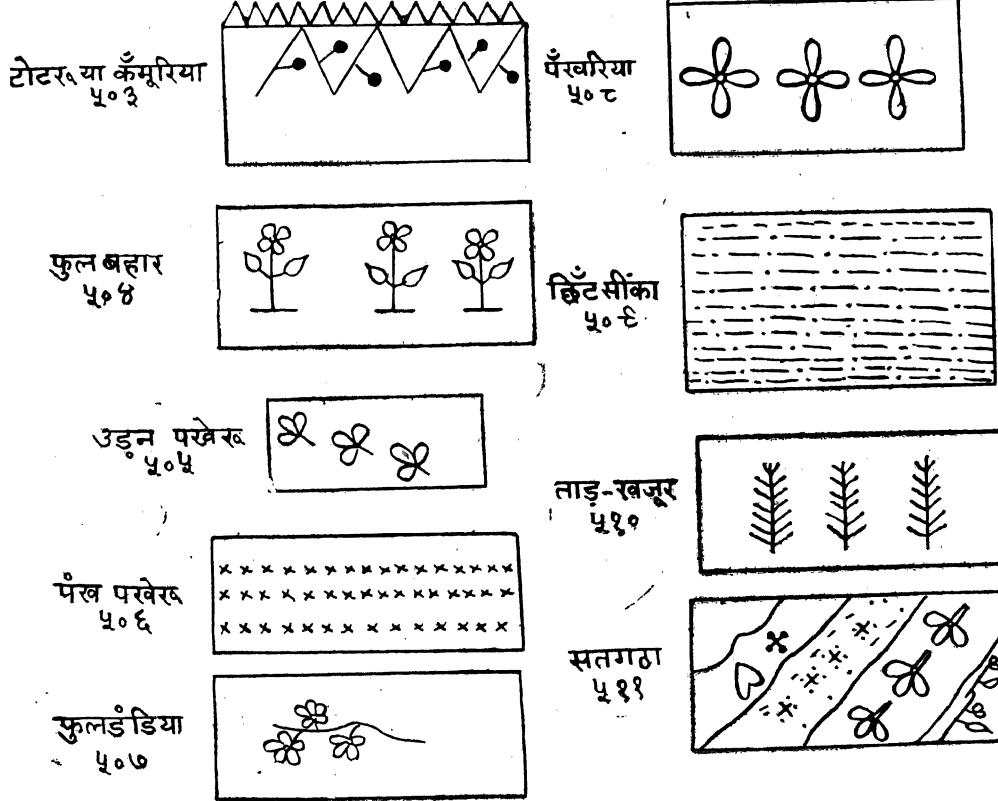 टोटरू या कँमूरिया
५०३
फुल बहार
५०४
उड़न पखेरू
५०५
पंख पखेरू
५०६
फुलडंडिया
५०७
पँखरिया
५०८
छिँट सींका
५०९
ताड़-खजूर
५१०
सतगठा
५११